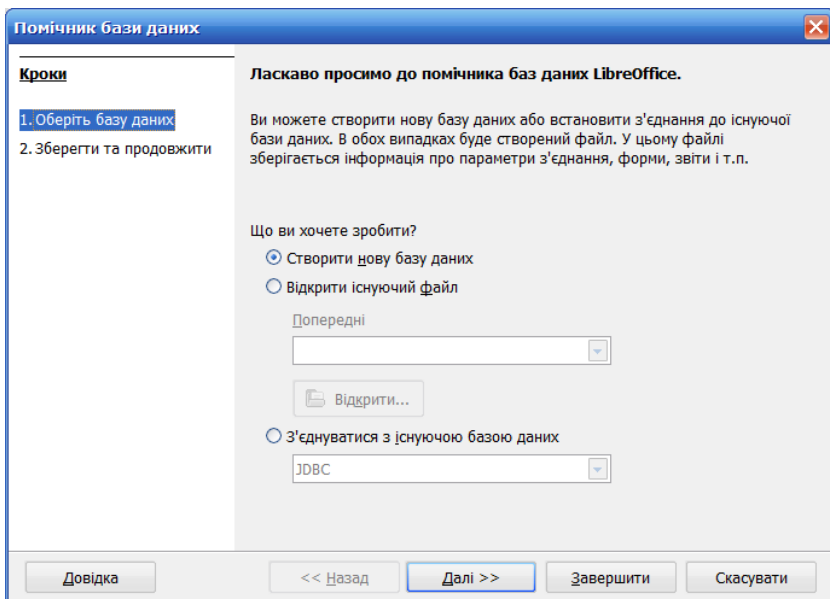 Помічник бази даних
Кроки
1. Оберіть базу даних
2. Зберегти та продовжити
Ласкаво просимо до помічника баз даних LibreOffice.
Ви можете створити нову базу даних або встановити з'єднання до існуючої
бази даних. В обох випадках буде створений файл. У цьому файлі
зберігається інформація про параметри з'єднання, форми, звіти і т.п.
Що ви хочете зробити?
Створити нову базу даних
Відкрити існуючий файл
Попередні
Відкрити...
З'єднуватися з існуючою базою даних
JDBC
Довідка
<< Назад
Далі >>
Завершити
Скасувати